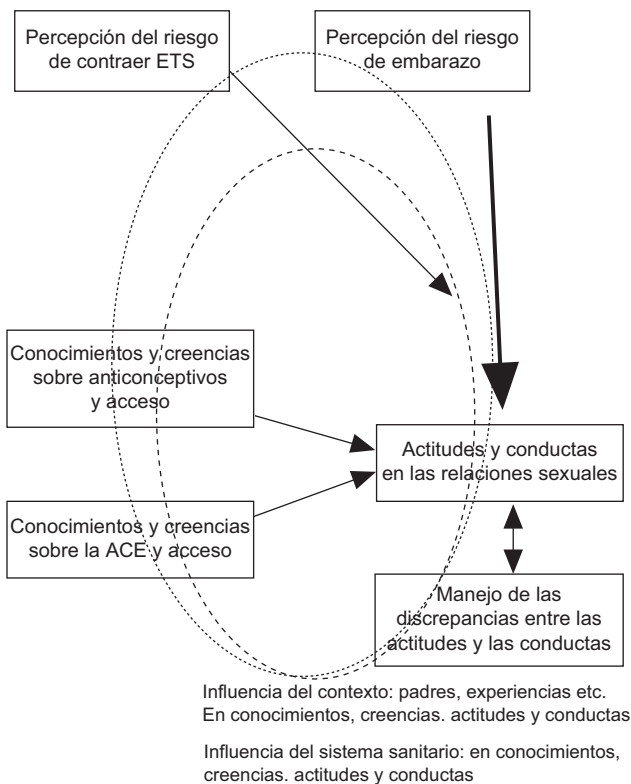 Percepción del riesgo
de contraer ETS
Percepción del riesgo
de embarazo
Conocimientos y creencias
sobre anticonceptivos
y acceso
Actitudes y conductas
en las relaciones sexuales
Conocimientos y creencias
sobre la ACE y acceso
Manejo de las
discrepancias entre las
actitudes y las conductas
Influencia del contexto: padres, experiencias etc.
En conocimientos, creencias. actitudes y conductas
Influencia del sistema sanitario: en conocimientos,
creencias. actitudes y conductas